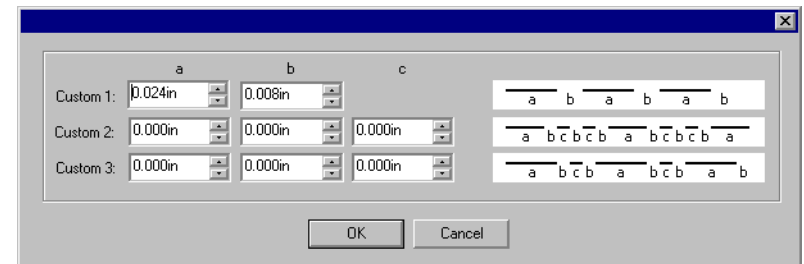 a b c
Custom 1: 0.024in 0.008in
a b a b a b
Custom 2: 0.000in 0.000in 0.000in
a b c b c b a b c b c b a
Custom 3: 0.000in 0.000in 0.000in
a b c b a b c b a b
OK Cancel